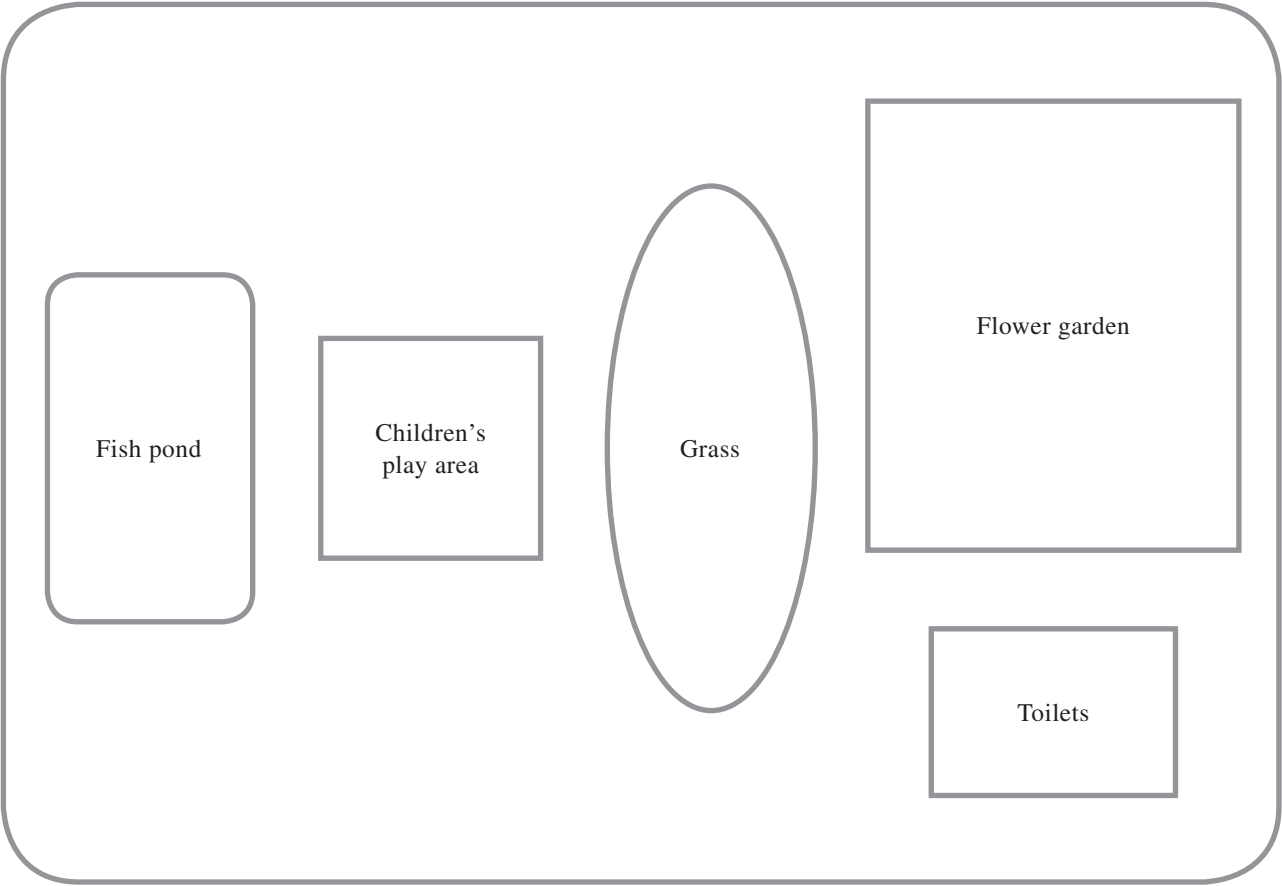 Flower garden
Fish pond
Children’s
play area
Grass
Toilets